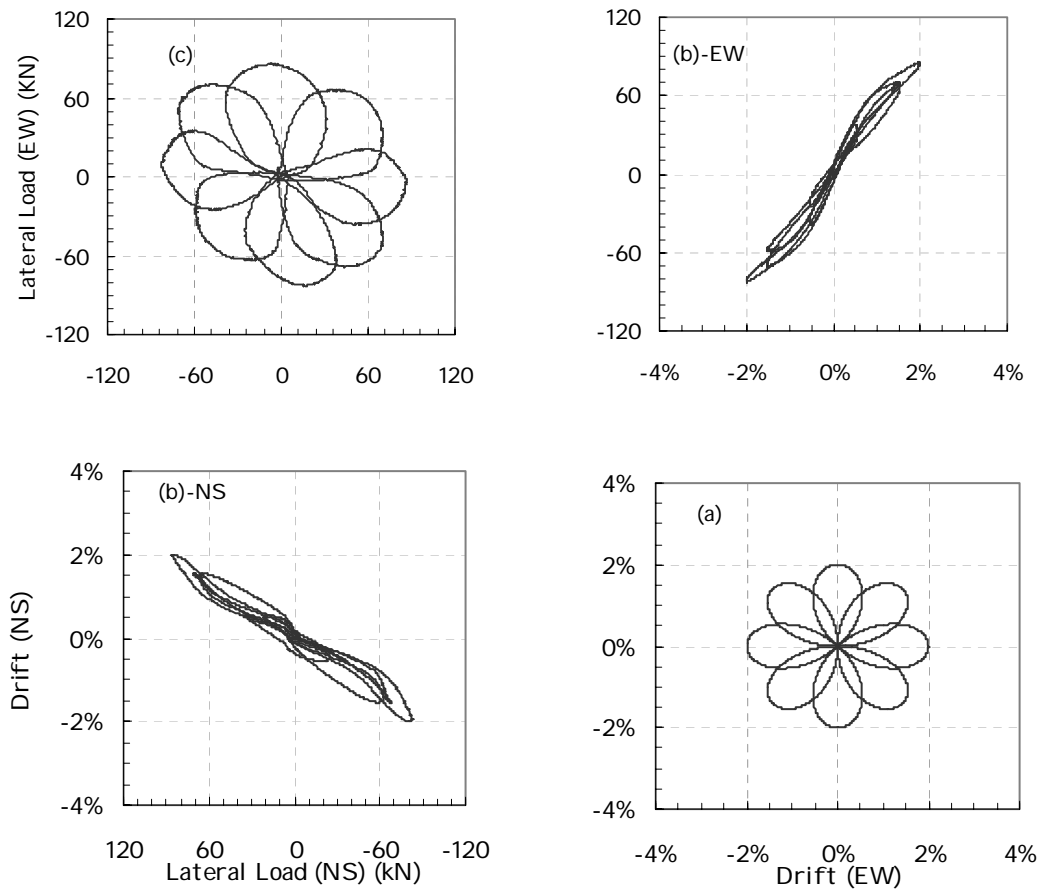 120
60
0
-60
-120
Lateral Load (EW) (KN)
(c)
-120 -60 0 60 120
120
60
0
-60
-120
(b)-EW
-4% -2% 0% 2% 4%
4%
2%
0%
-2%
-4%
Drift (NS)
(b)-NS
120 60 0 -60 -120
Lateral Load (NS) (kN)
4%
2%
0%
-2%
-4%
(a)
-4% -2% 0% 2% 4%
Drift (EW)